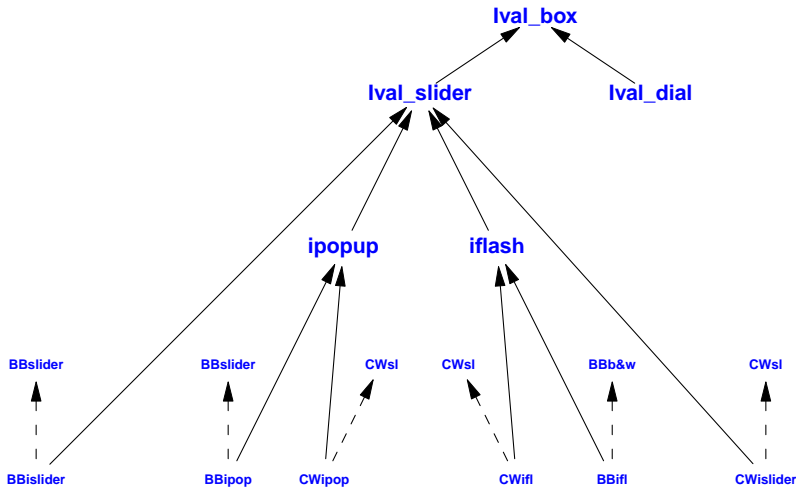 Ival_box
Ival_slider
Ival_dial
ipopup
iflash
BBslider
BBslider
CWsl
CWsl
BBb&w
CWsl
BBislider
BBipop
CWipop
CWifl
BBifl
CWislider